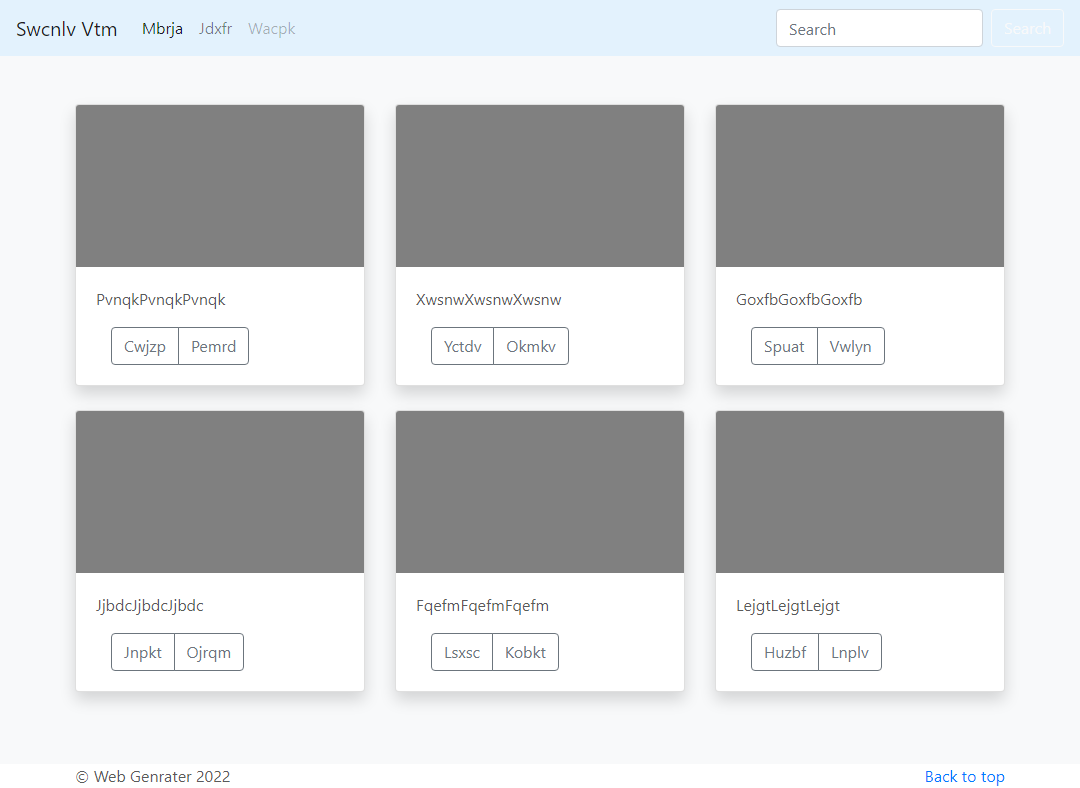 Swcnlv Vtm Mbrja Jdxfr Wacpk Search Search
PvnqkPvnqkPvnqk XwsnwXwsnwXwsnw GoxfbGoxfbGoxfb
Cwjzp Pemrd Yctdv Okmkv Spuat Vwlyn
JjbdcJjbdcJjbdc FqefmFqefmFqefm LejgtLejgtLejgt
Jnpkt Ojrqm Lsxsc Kobkt Huzbf Lnplv
© Web Genrater 2022 Back to top